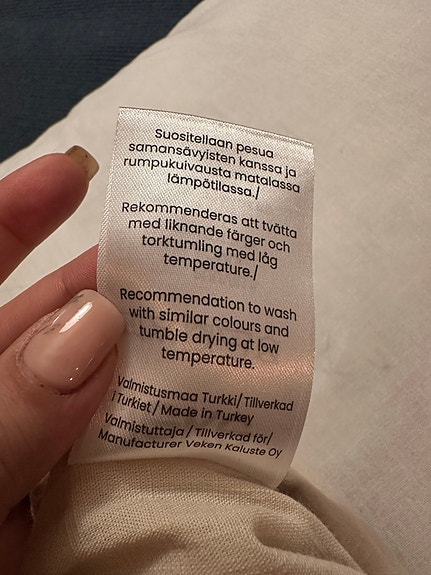 Suositellaan pesua
samansävyisten kanssa ja
rumpukuivausta matalassa
lämpötilassa./
Rekommenderas att tvätta
med liknande färger och
torktumling med låg
temperature./
Recommendation to wash
with similar colours and
tumble drying at low
temperature.
Valmistusmaa Turkki/ Tillverkad
i Turkiet / Made in Turkey
Valmistuttaja / Tillverkad för/
Manufacturer Veken Kaluste Oy